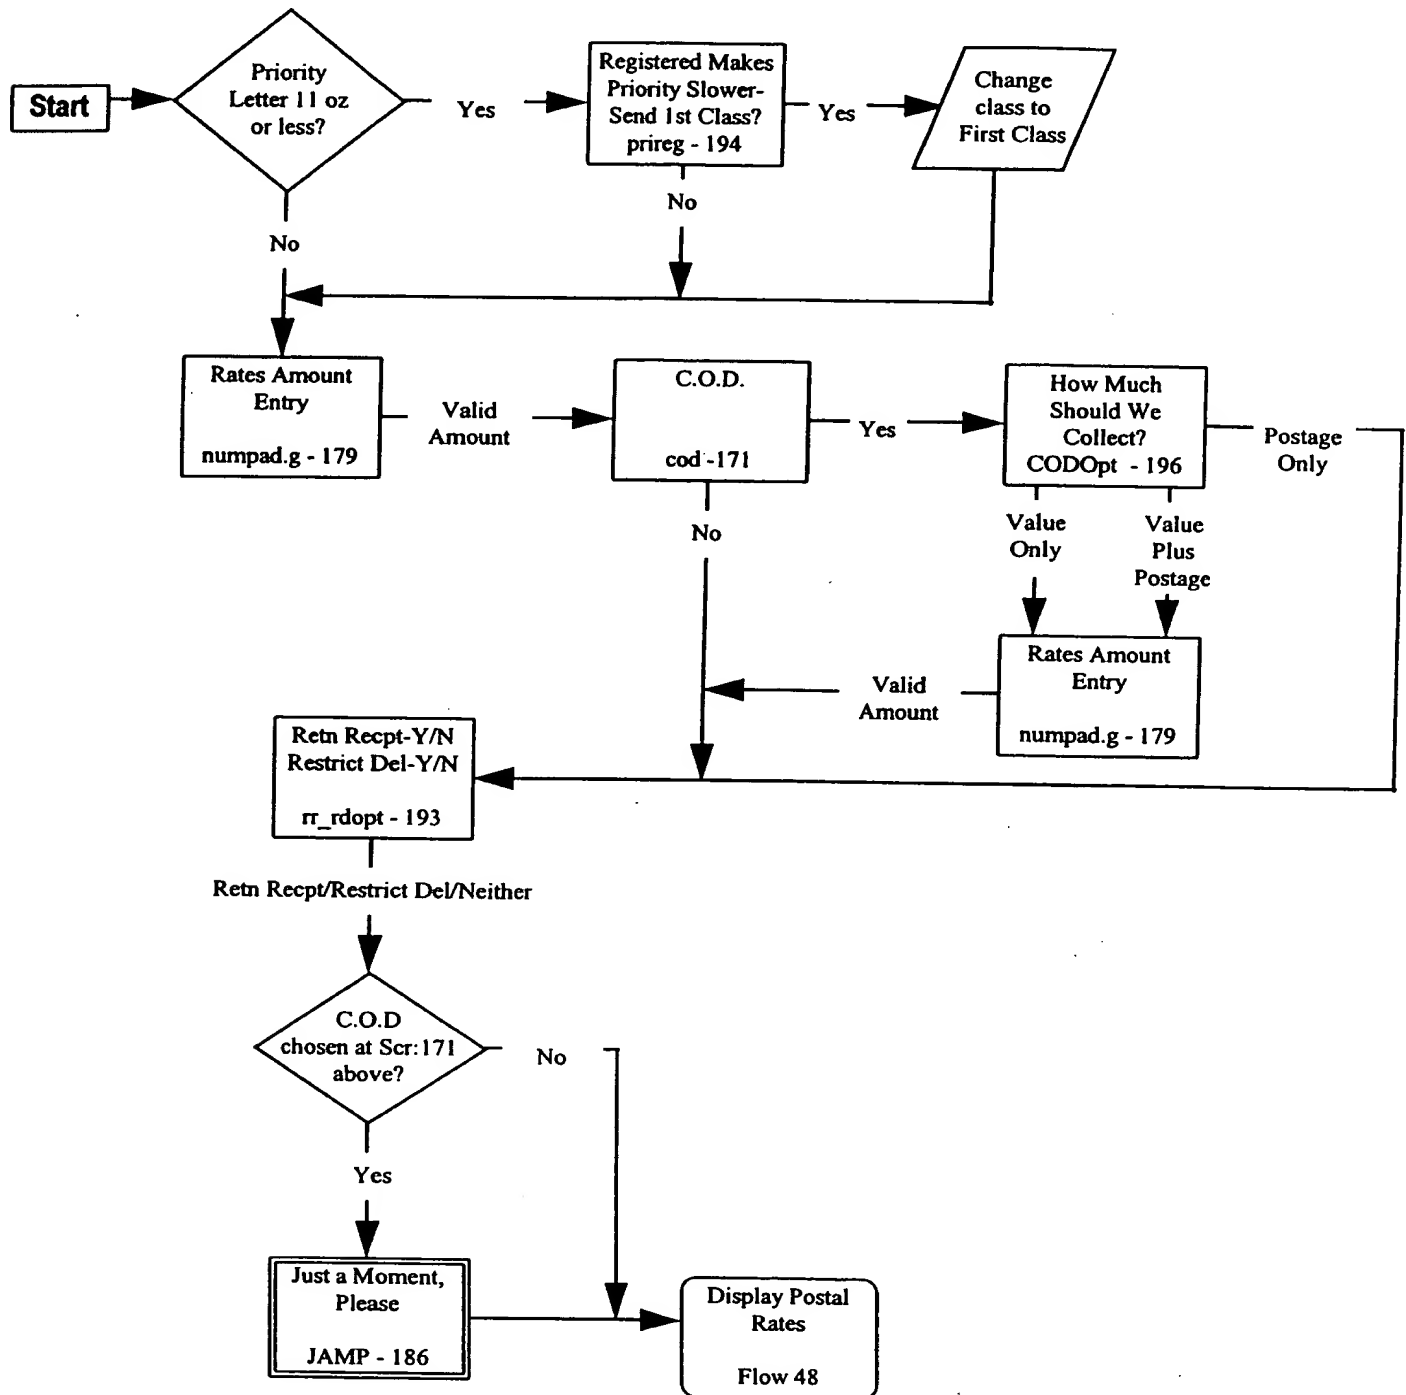 Start
Priority
Letter 11 oz
or less?
Yes
Registered Makes
Priority Slower-
Send 1st Class?
prireg - 194
Yes
Change
class to
First Class
No
No
Rates Amount
Entry
numpad.g - 179
Valid
Amount
C.O.D.
cod -171
Yes
How Much
Should We
Collect?
CODOpt - 196
Postage
Only
No
Value
Only
Value
Plus
Postage
Rates Amount
Entry
numpad.g - 179
Valid
Amount
Retn Recpt-Y/N
Restrict Del-Y/N
rr_rdopt - 193
Retn Recpt/Restrict Del/Neither
C.O.D
chosen at Scr:171
above?
No
Yes
Just a Moment,
Please
JAMP - 186
Display Postal
Rates
Flow 48